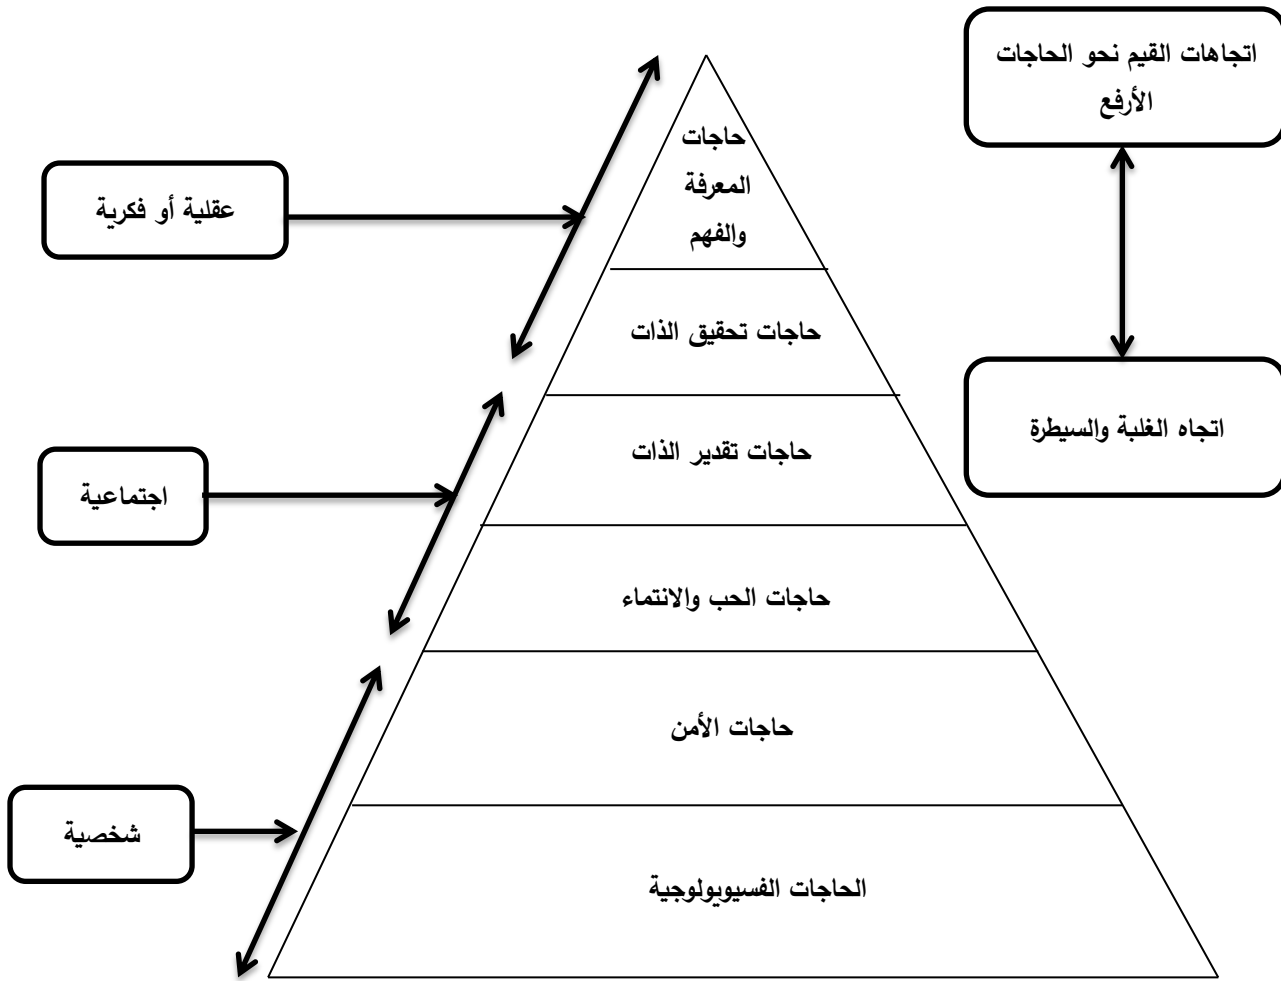 اتجاهات القيم نحو الحاجات
الأرفع
حاجات
المعرفة
والفهم
عقلية أو فكرية
حاجات تحقيق الذات
اتجاه الغلبة والسيطرة
حاجات تقدير الذات
اجتماعية
حاجات الحب والانتماء
حاجات الأمن
شخصية
الحاجات الفسيوبولوجية